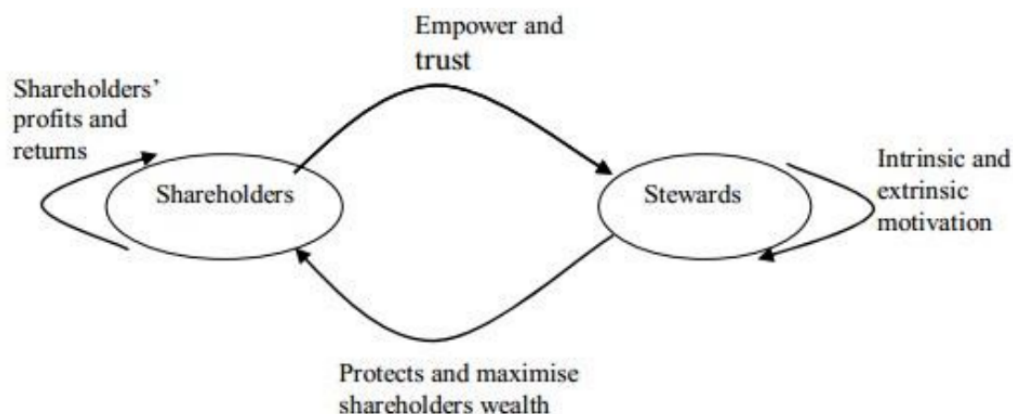 Empower and
trust
Shareholders'
profits and
returns
Shareholders
Stewards
Intrinsic and
extrinsic
motivation
Protects and maximise
shareholders wealth